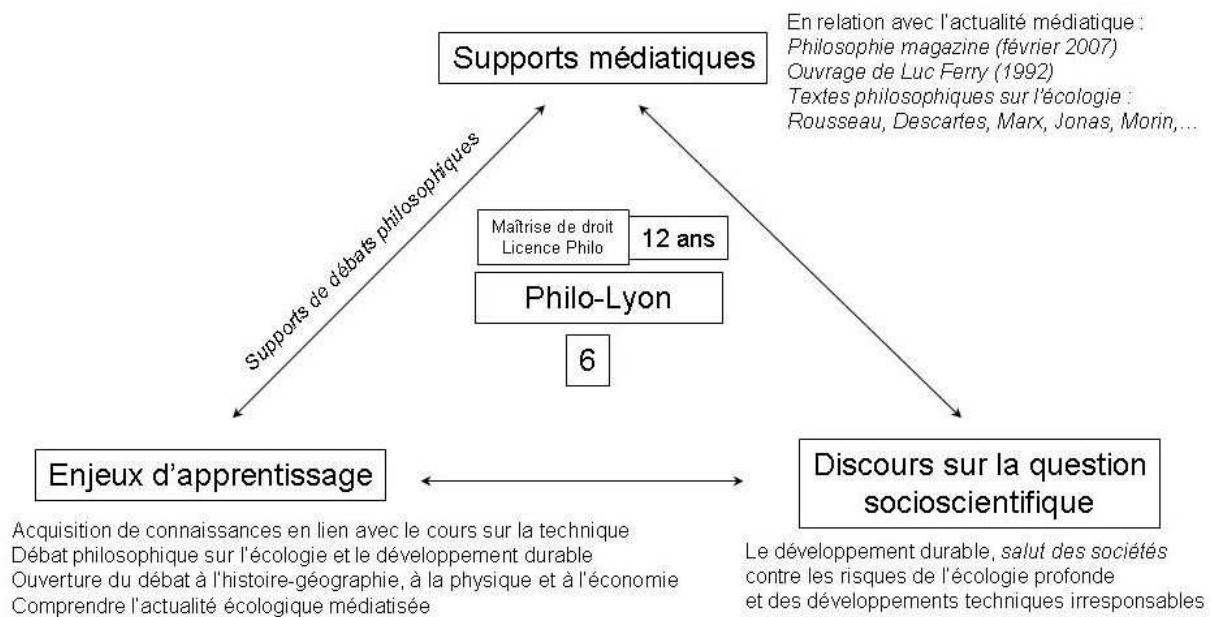 En relation avec l'actualité médiatique :
Philosophie magazine (février 2007)
Ouvrage de Luc Ferry (1992)
Textes philosophiques sur l'écologie :
Rousseau, Descartes, Marx, Jonas, Morin,...
Supports médiatiques
Supports de débats philosophiques
Maîtrise de droit
Licence Philo
12 ans
Philo-Lyon
6
Enjeux d'apprentissage
Acquisition de connaissances en lien avec le cours sur la technique
Débat philosophique sur l'écologie et le développement durable
Ouverture du débat à l'histoire-géographie, à la physique et à l'économie
Comprendre l'actualité écologique médiatisée
Discours sur la question
socioscientifique
Le développement durable, salut des sociétés
contre les risques de l'écologie profonde
et des développements techniques irresponsables